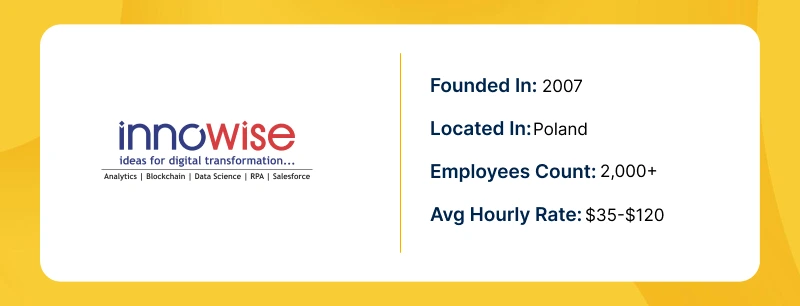 innowise
ideas for digital transformation...
Analytics | Blockchain | Data Science | RPA | Salesforce
Founded In: 2007
Located In:Poland
Employees Count: 2,000+
Avg Hourly Rate: $35-$120